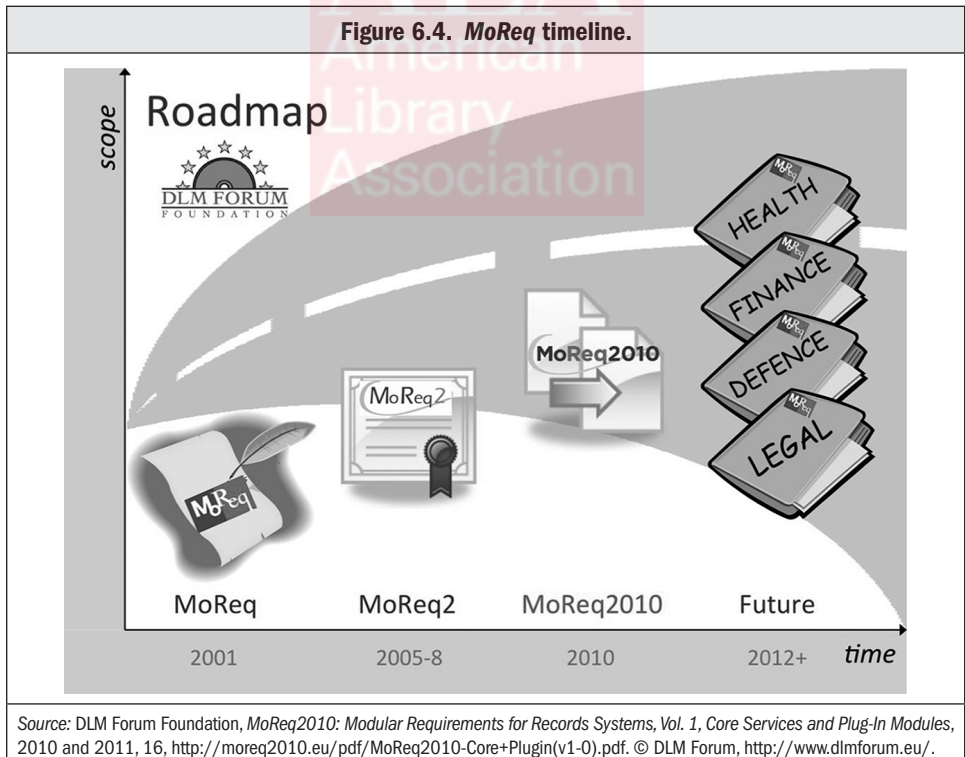 Figure 6.4. MoReq timeline.
American
Library
Association
scope
Roadmap
DLM FORUM
FOUNDATION
MoReq
HEALTH
MoReq
FINANCE
MoReq
DEFENCE
MoReq
LEGAL
MoReq2010
MoReq2
MoReq
MoReq
MoReq2
MoReq2010
Future
2001
2005-8
2010
2012+
time
Source: DLM Forum Foundation, MoReq2010: Modular Requirements for Records Systems, Vol. 1, Core Services and Plug-In Modules,
2010 and 2011, 16, http://moreq2010.eu/pdf/MoReq2010-Core+Plugin(v1-0).pdf. © DLM Forum, http://www.dlmforum.eu/.